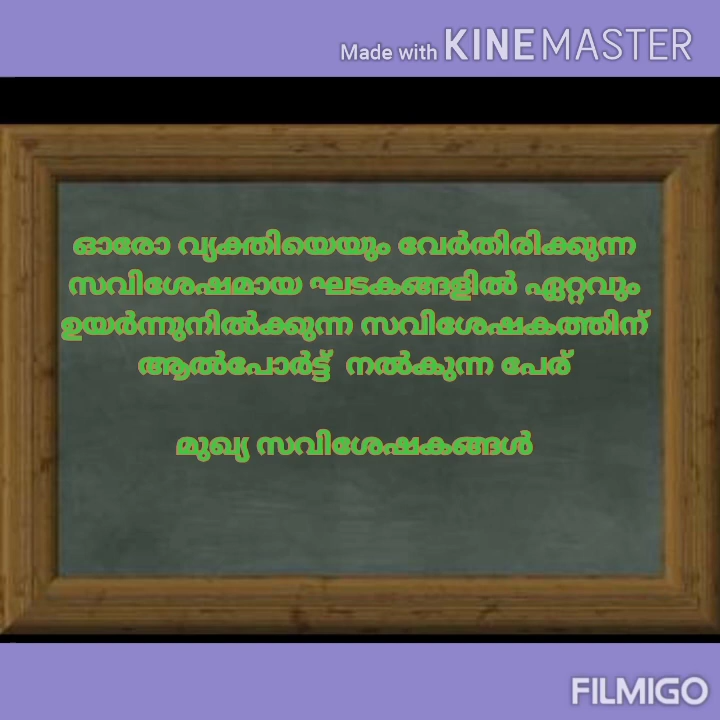 Made with KINEMASTER
ഓരോ വ്യക്തിയെയും വേർതിരിക്കുന്ന
സവിശേഷമായ ഘടകങ്ങളിൽ ഏറ്റവും
ഉയർന്നുനിൽക്കുന്ന സവിശേഷകത്തിന്
ആൽപോർട്ട് നൽകുന്ന പേര്
മുഖ്യ സവിശേഷകങ്ങൾ
FILMIGO